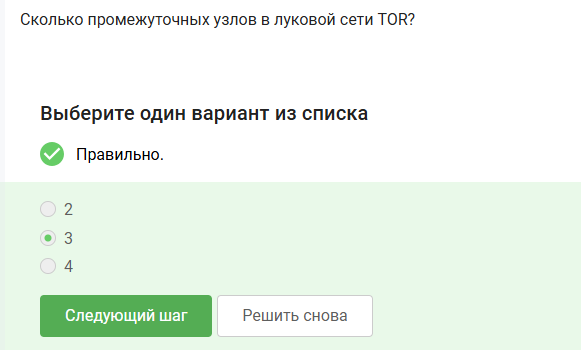 Сколько промежуточных узлов в луковой сети TOR?
Выберите один вариант из списка
Правильно.
2
3
4
Следующий шаг
Решить снова